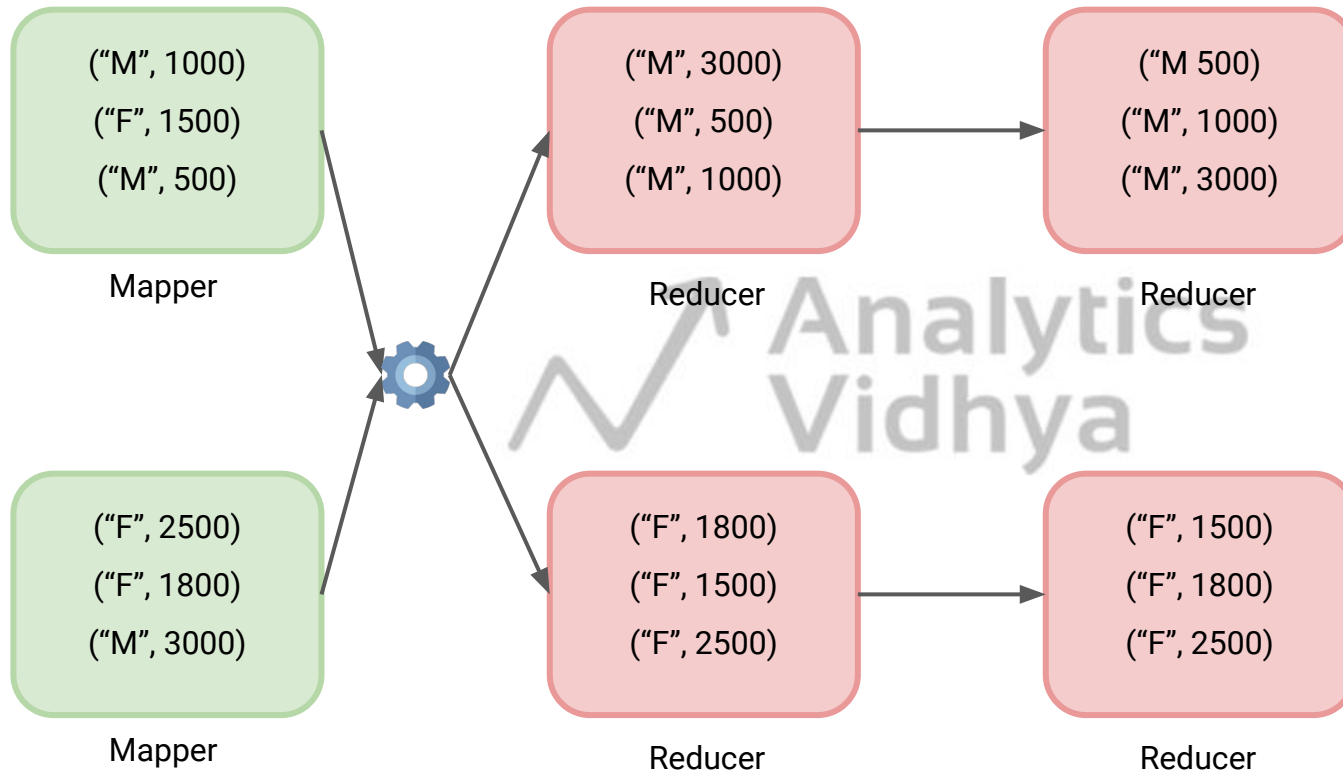 (“M”, 1000)
(“F”, 1500)
(“M”, 500)
Mapper
(“M”, 3000)
(“M”, 500)
(“M”, 1000)
Reducer
(“M 500)
(“M”, 1000)
(“M”, 3000)
Reducer
Analytics
Vidhya
(“F”, 2500)
(“F”, 1800)
(“M”, 3000)
Mapper
(“F”, 1800)
(“F”, 1500)
(“F”, 2500)
Reducer
(“F”, 1500)
(“F”, 1800)
(“F”, 2500)
Reducer